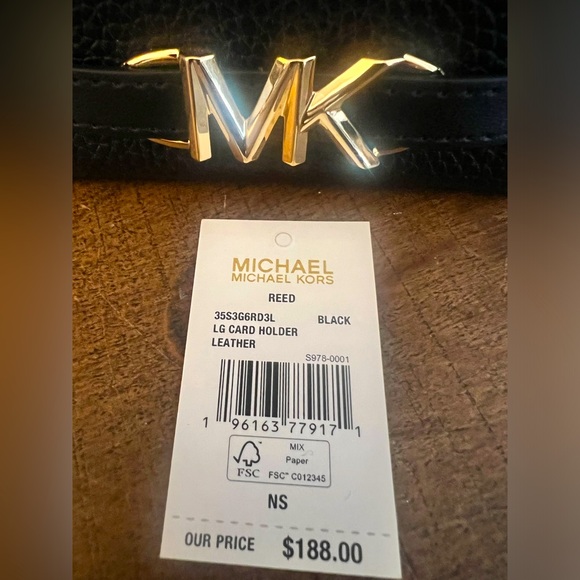 MK
MICHAEL
MICHAEL KORS
REED
35S3G6RD3L BLACK
LG CARD HOLDER
LEATHER
S978-0001
1 96163 77917 1
FSC
MIX
Paper
FSC™ C012345
NS
OUR PRICE $188.00